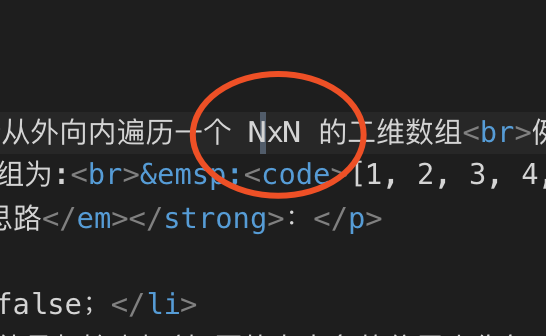 从外向内遍历一个 NxN 的二维数组<br>例
组为:<br>&emsp;<code>[1, 2, 3, 4,
思路</em></strong>：</p>
false；</li>